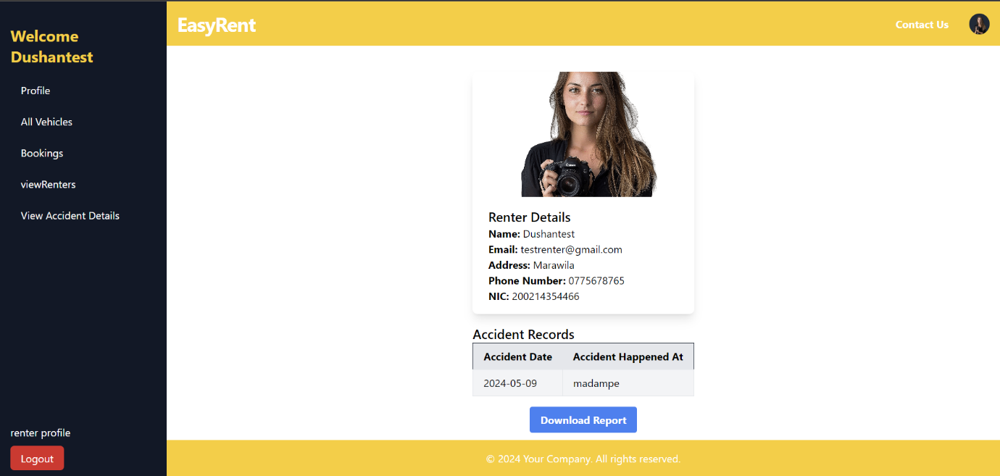 Welcome
Dushantest
Profile
All Vehicles
Bookings
viewRenters
View Accident Details
renter profile
Logout
EasyRent
Contact Us
Canon
Renter Details
Name: Dushantest
Email: testrenter@gmail.com
Address: Marawila
Phone Number: 0775678765
NIC: 200214354466
Accident Records
Accident Date Accident Happened At
2024-05-09 madampe
Download Report
© 2024 Your Company. All rights reserved.